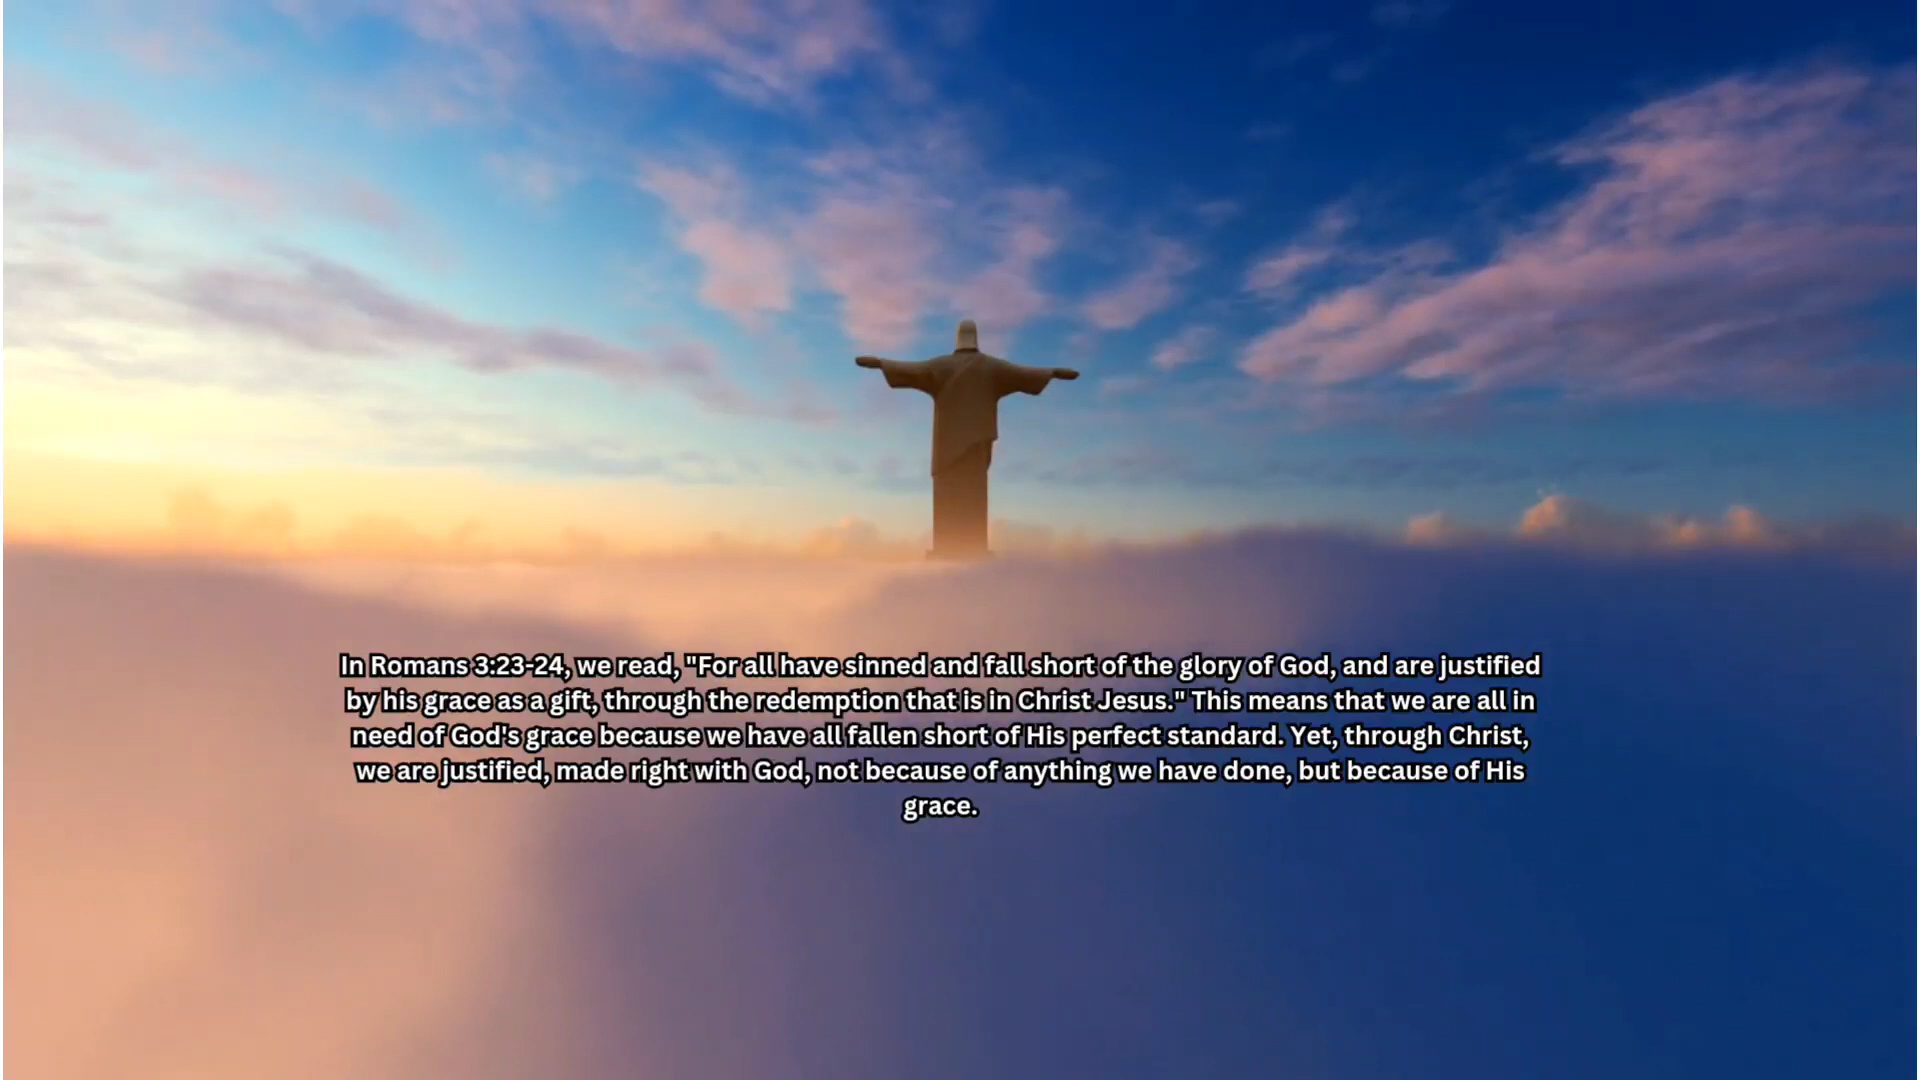 In Romans 3:23-24, we read, "For all have sinned and fall short of the glory of God, and are justified
by his grace as a gift, through the redemption that is in Christ Jesus." This means that we are all in
need of God's grace because we have all fallen short of His perfect standard. Yet, through Christ,
we are justified, made right with God, not because of anything we have done, but because of His
grace.